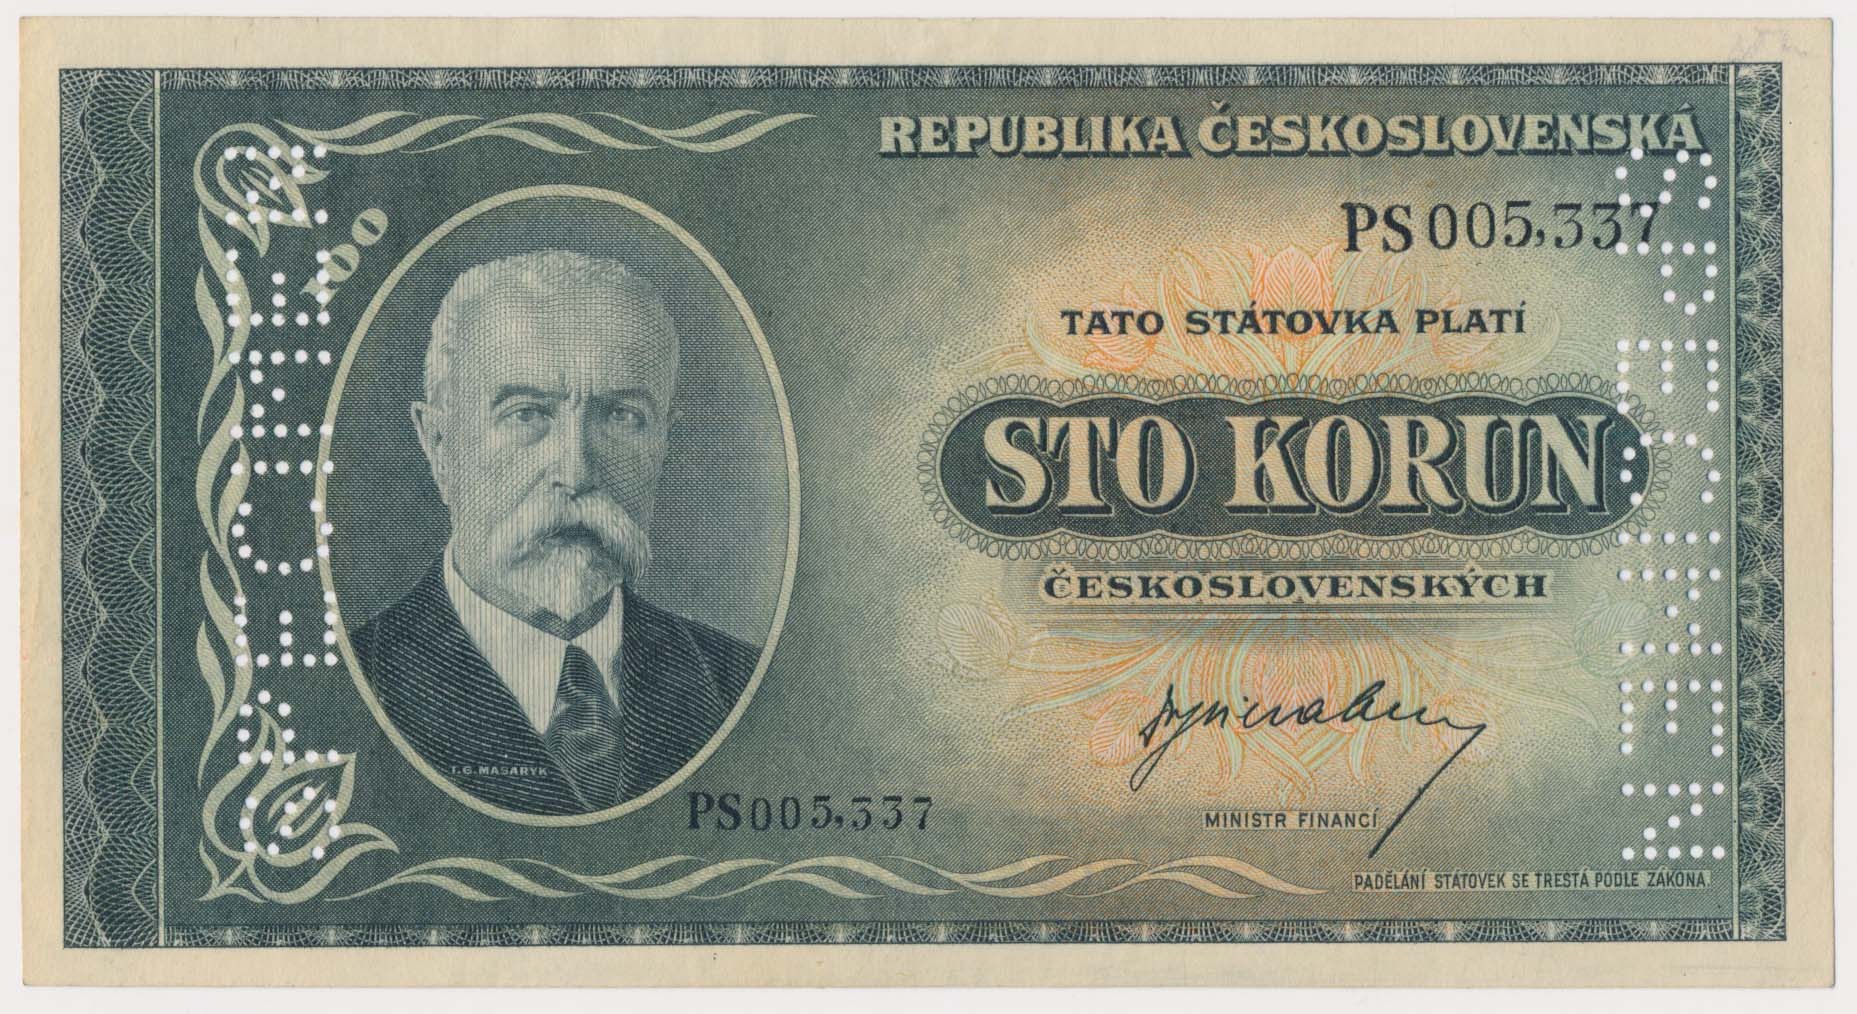 REPUBLIKA ČESKOSLOVENSKÁ
100
PS 005,337
TATO STÁTOVKA PLATÍ
STO KORUN
ČESKOSLOVENSKÝCH
T.G.MASARYK
PS 005,337
MINISTR FINANCÍ
PADĚLÁNÍ STÁTOVEK SE TRESTÁ PODLE ZÁKONA.